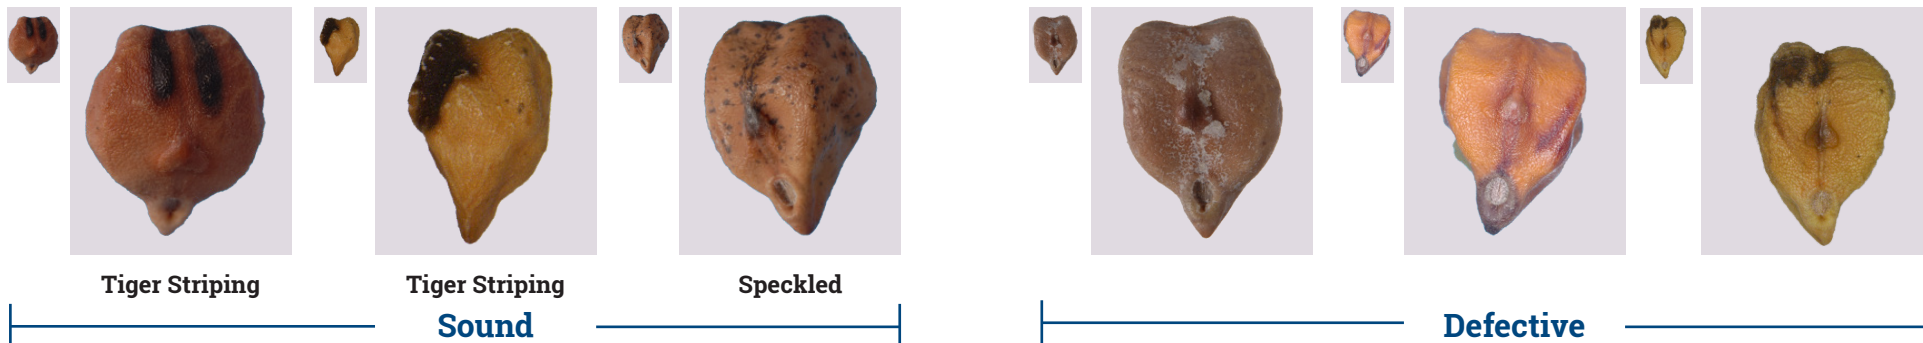 Tiger Striping
Tiger Striping
Speckled
Sound
Defective